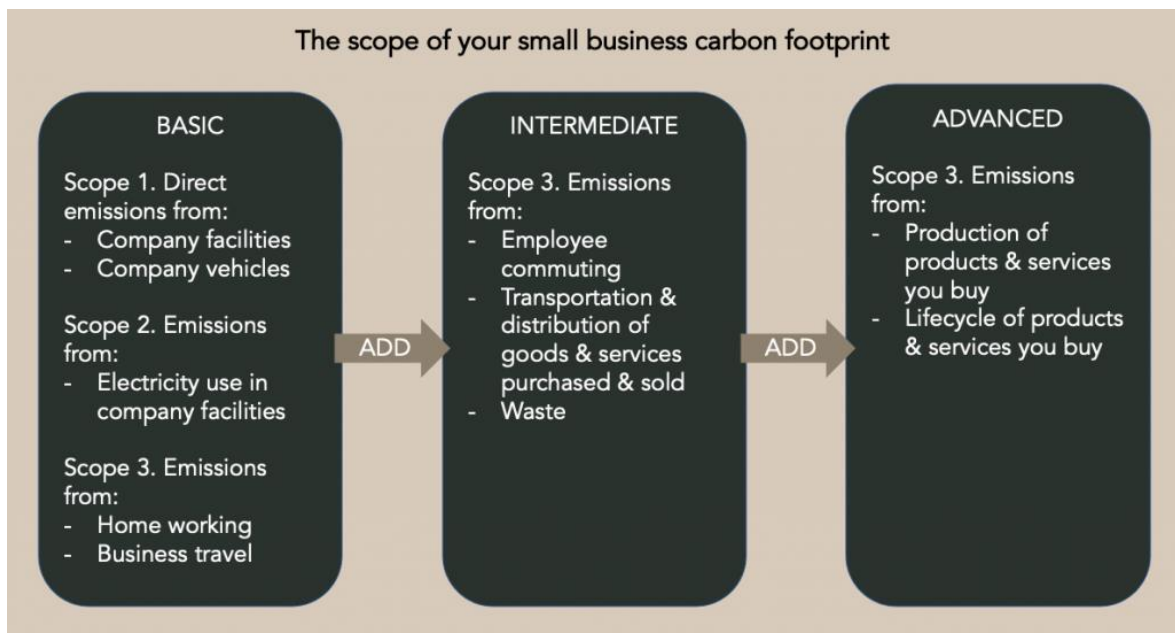 The scope of your small business carbon footprint
BASIC
Scope 1. Direct
emissions from:
- Company facilities
- Company vehicles
Scope 2. Emissions
from:
- Electricity use in
company facilities
Scope 3. Emissions
from:
- Home working
- Business travel
ADD
INTERMEDIATE
Scope 3. Emissions
from:
- Employee
commuting
- Transportation &
distribution of
goods & services
purchased & sold
- Waste
ADD
ADVANCED
Scope 3. Emissions
from:
- Production of
products & services
you buy
- Lifecycle of products
& services you buy